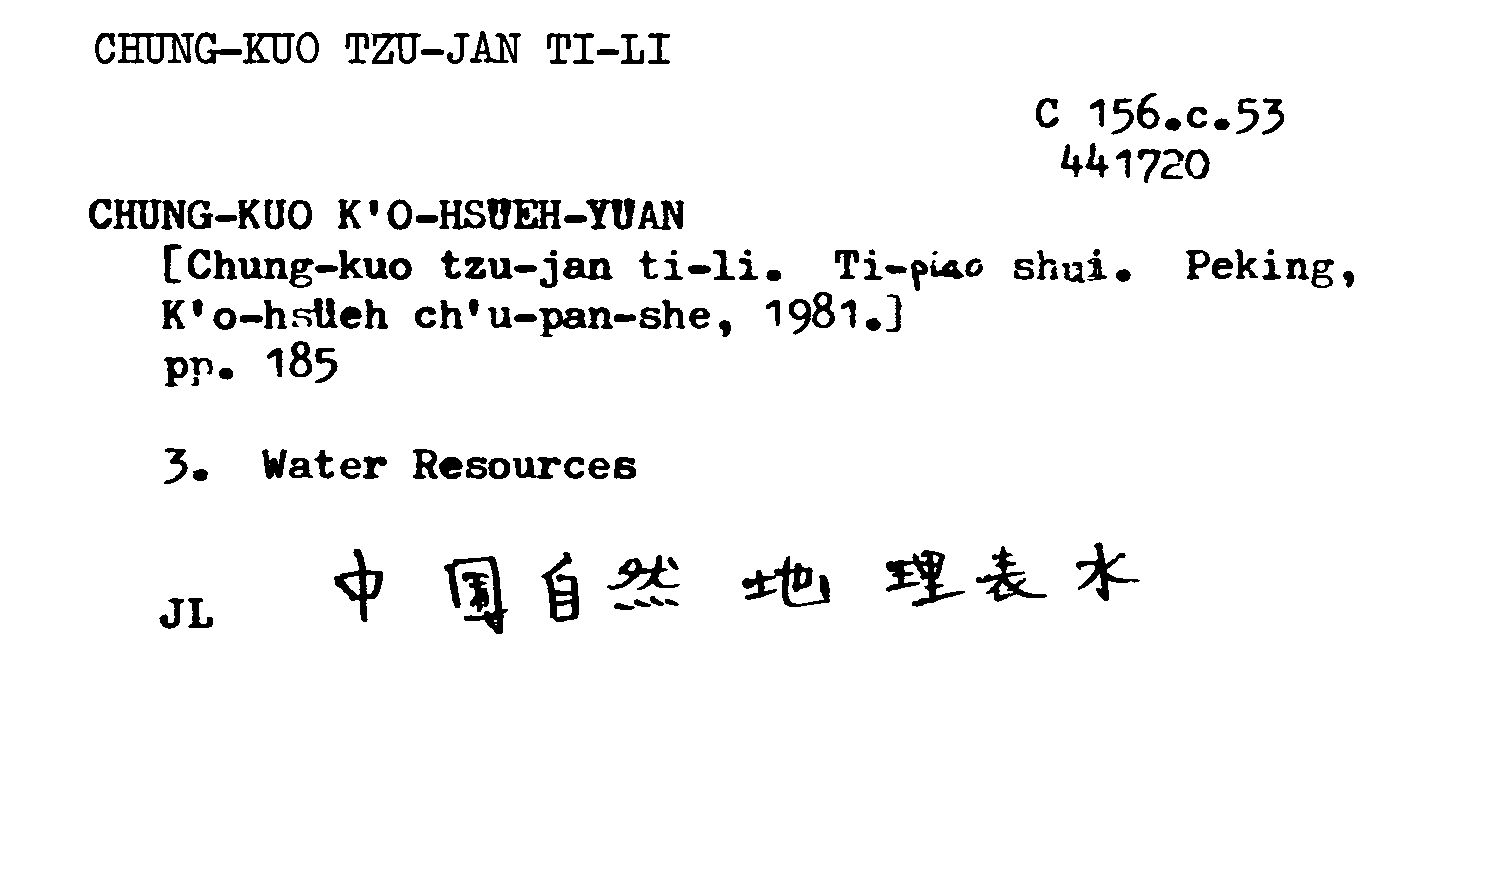 CHUNG-KUO TZU-JAN TI-LI
C 156.c.53
441720
CHUNG-KUO K'O-HSÜEH-YÜAN
[Chung-kuo tzu-jan ti-li. Ti-piao shui. Peking,
K'o-hsüeh ch'u-pan-she, 1981.]
pp. 185
3. Water Resources
中國自然地理表水
JL